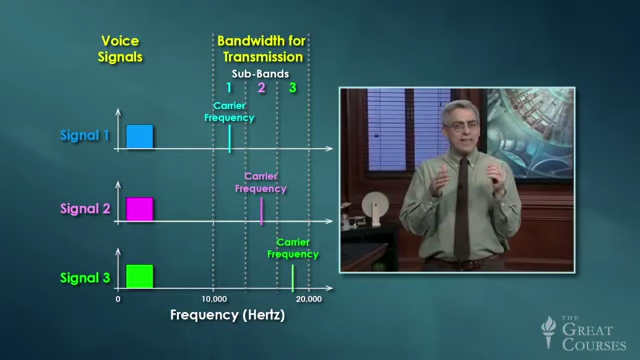 Voice
Signals
Bandwidth for
Transmission
Sub-Bands
1 2 3
Signal 1
Carrier
Frequency
Signal 2
Carrier
Frequency
Signal 3
Carrier
Frequency
0 10,000 20,000
Frequency (Hertz)
THE
GREAT
COURSES